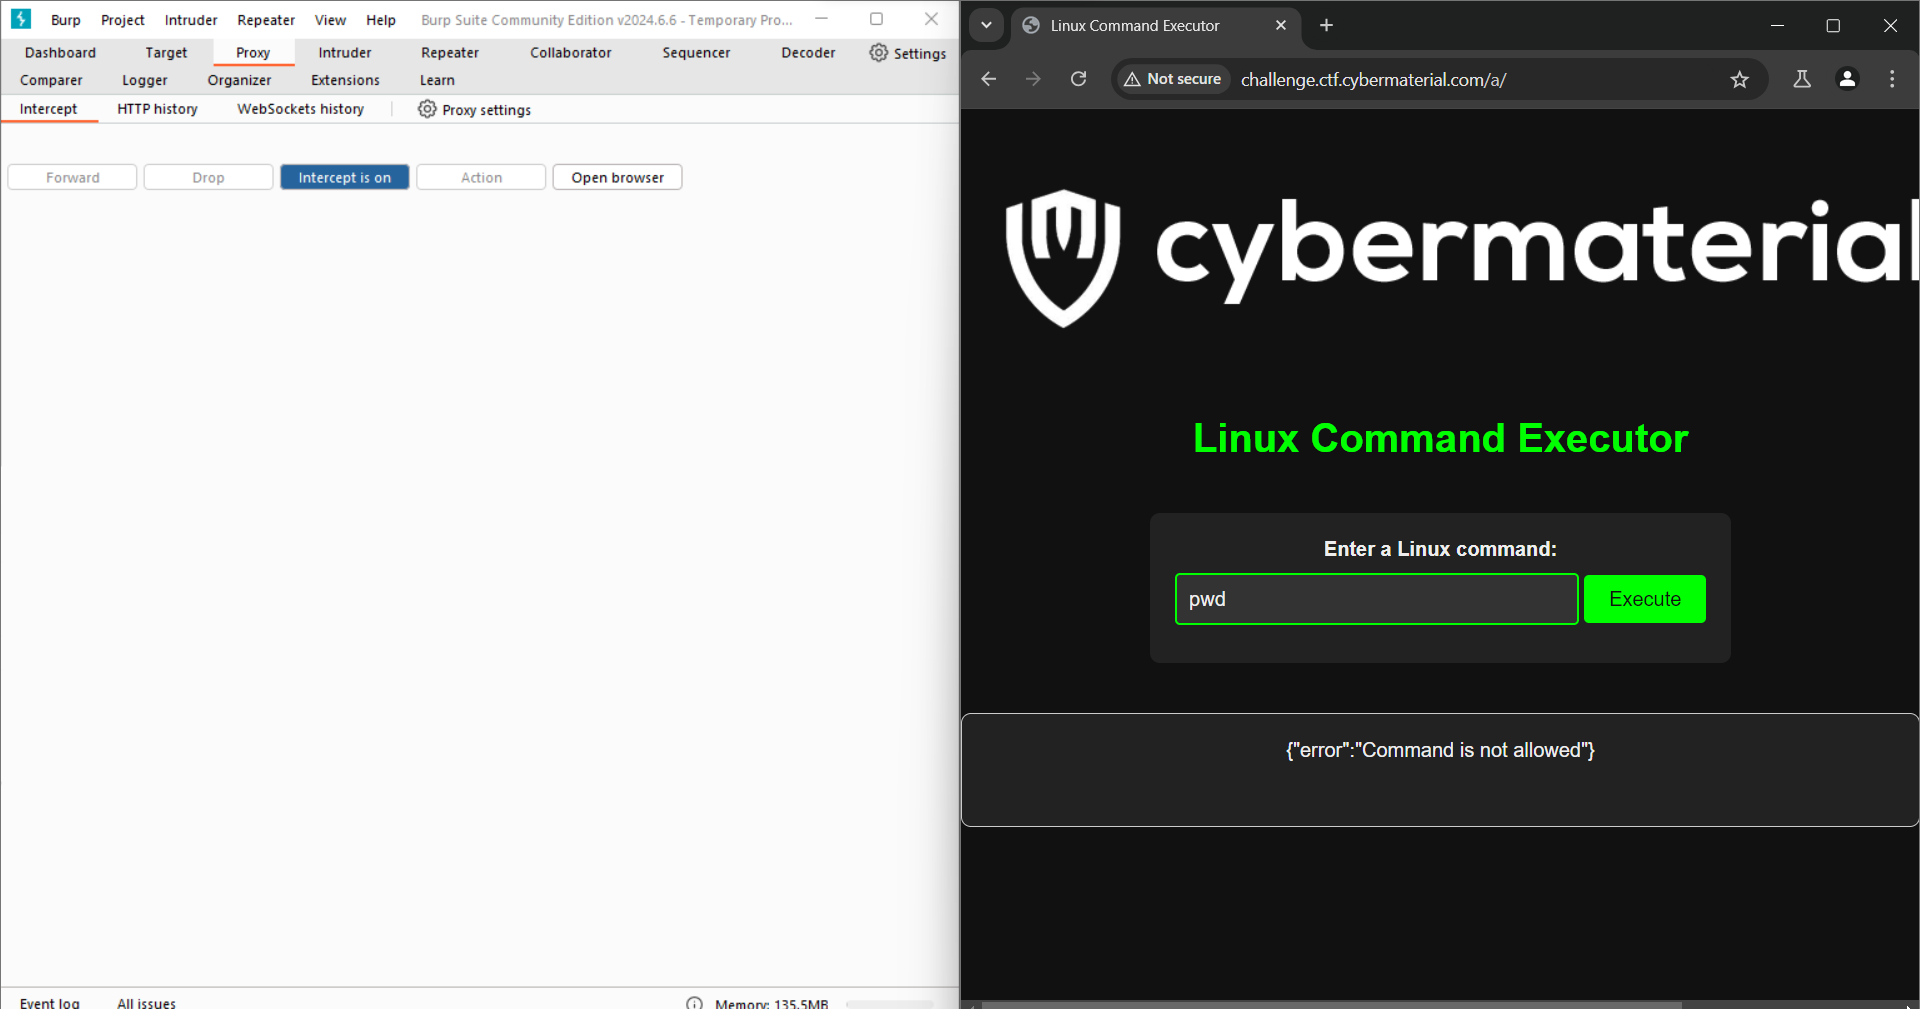 Burp Project Intruder Repeater View Help Burp Suite Community Edition v2024.6.6 - Temporary Pro...
Dashboard Target Proxy Intruder Repeater Collaborator Sequencer Decoder Settings
Comparer Logger Organizer Extensions Learn
Intercept HTTP history WebSockets history Proxy settings
Forward Drop Intercept is on Action Open browser
Event log All issues Memory: 135.5MB
Linux Command Executor
Not secure challenge.ctf.cybermaterial.com/a/
cybermaterial
Linux Command Executor
Enter a Linux command:
pwd Execute
{"error":"Command is not allowed"}